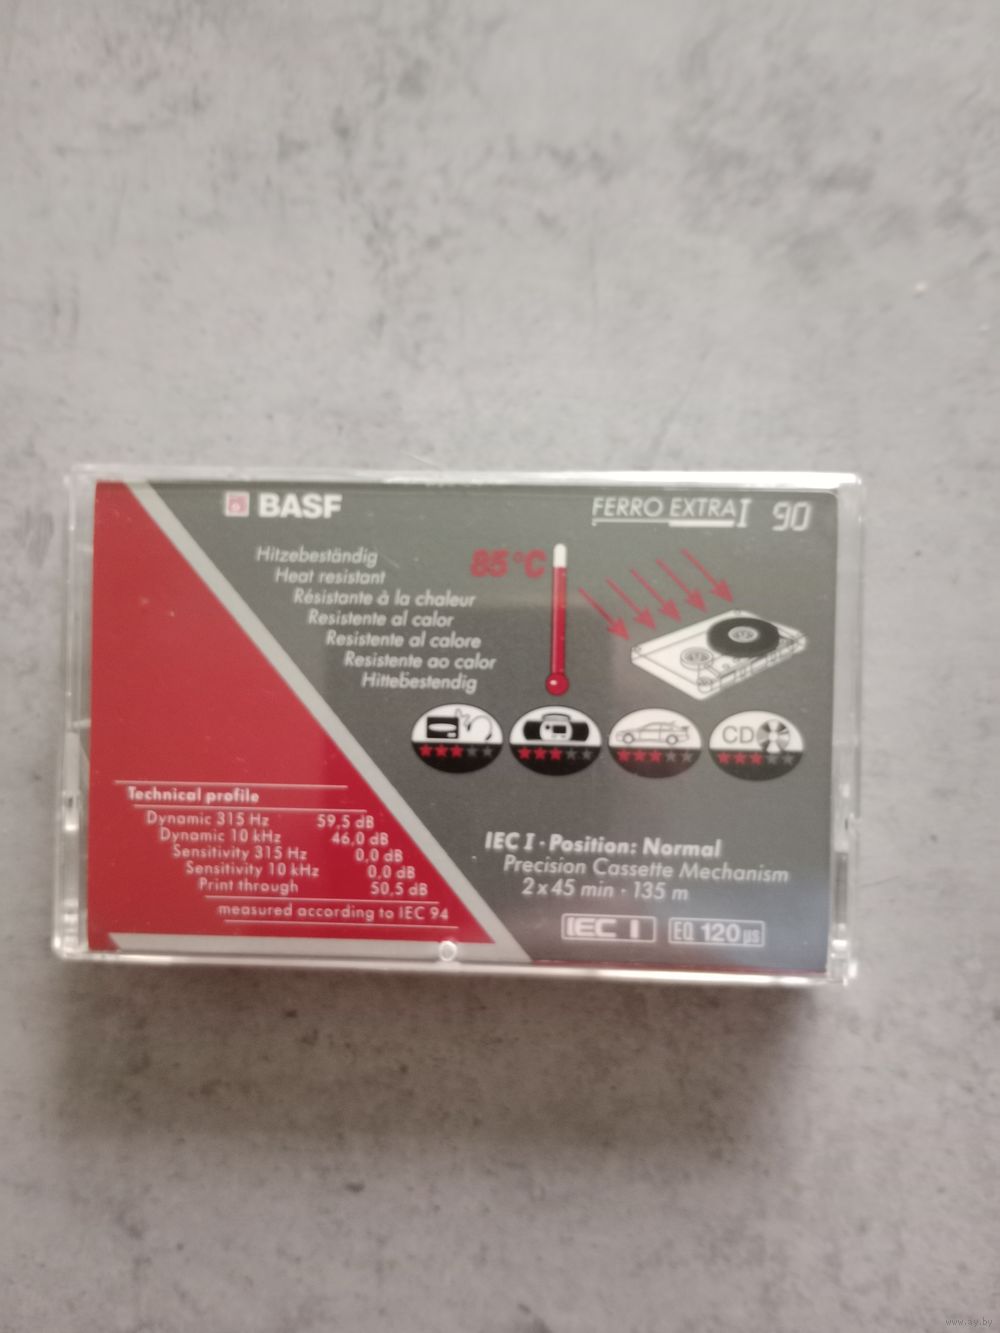 BASF
FERRO EXTRA I 90
Hitzebeständig
Heat resistant
Résistante à la chaleur
Resistente al calor
Resistente al calore
Resistente ao calor
Hittebestendig
85°C
CD
Technical profile
Dynamic 315 Hz 59,5 dB
Dynamic 10 kHz 46,0 dB
Sensitivity 315 Hz 0,0 dB
Sensitivity 10 kHz 0,0 dB
Print through 50,5 dB
measured according to IEC 94
IEC I · Position: Normal
Precision Cassette Mechanism
2 x 45 min · 135 m
IEC I EQ 120 µs
www.ay.by